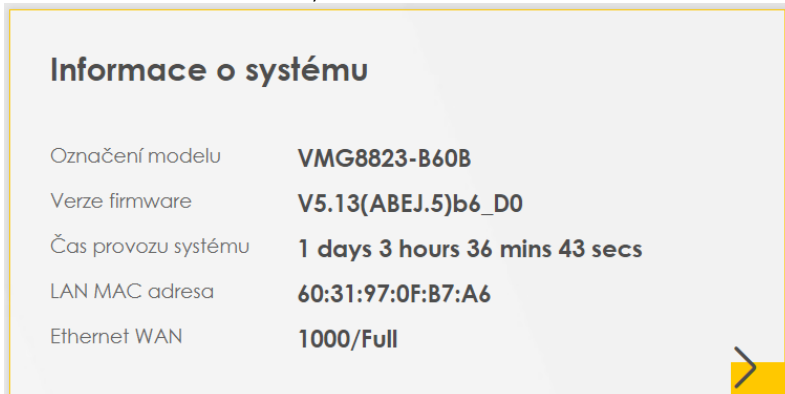 Informace o systému
Označení modelu VMG8823-B60B
Verze firmware V5.13(ABEJ.5)b6_D0
Čas provozu systému 1 days 3 hours 36 mins 43 secs
LAN MAC adresa 60:31:97:0F:B7:A6
Ethernet WAN 1000/Full